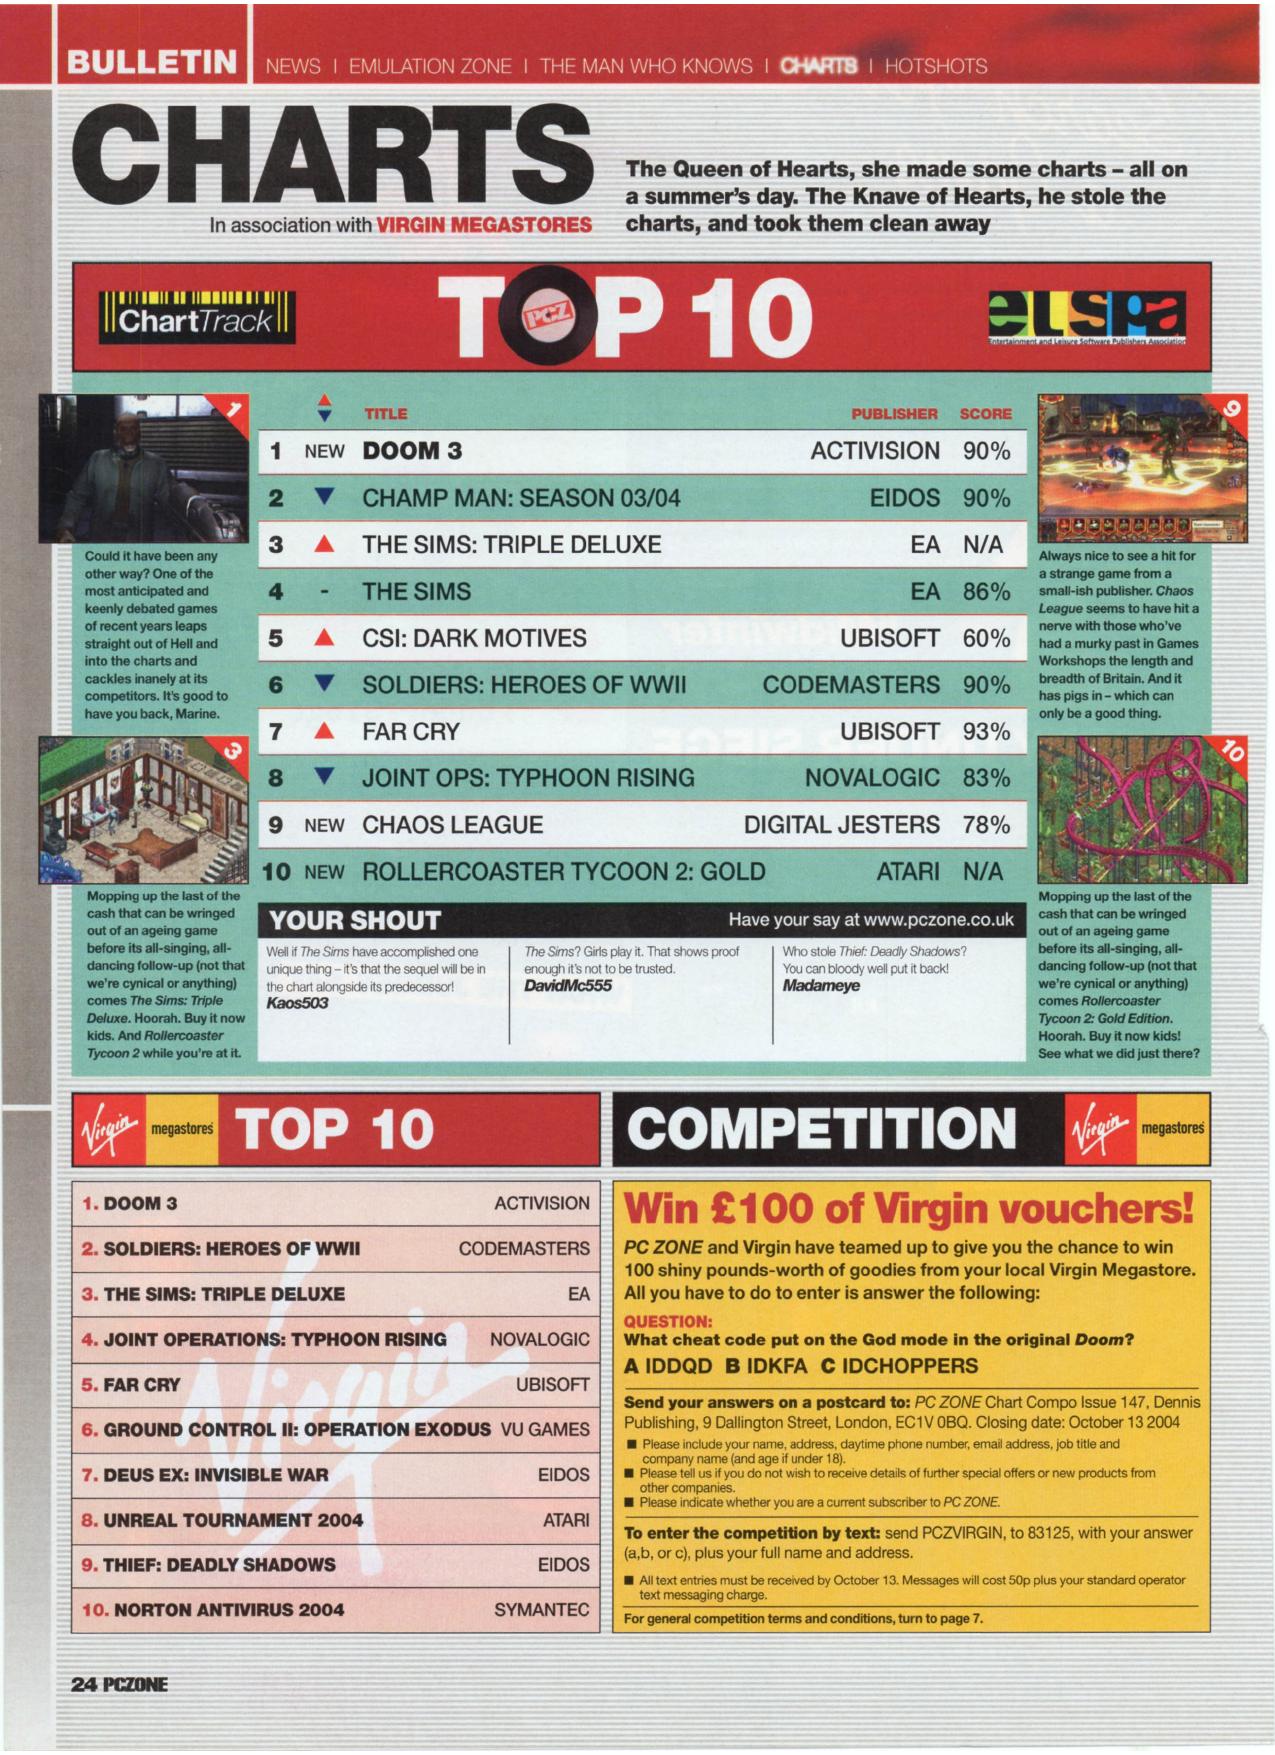 BULLETIN NEWS | EMULATION ZONE | THE MAN WHO KNOWS | CHARTS | HOTSHOTS
CHARTS
In association with VIRGIN MEGASTORES
The Queen of Hearts, she made some charts – all on
a summer's day. The Knave of Hearts, he stole the
charts, and took them clean away
ChartTrack
TOP 10
PCZ
elspa
Entertainment and Leisure Software Publishers Association
1
Could it have been any
other way? One of the
most anticipated and
keenly debated games
of recent years leaps
straight out of Hell and
into the charts and
cackles inanely at its
competitors. It's good to
have you back, Marine.
3
Mopping up the last of the
cash that can be wringed
out of an ageing game
before its all-singing, all-
dancing follow-up (not that
we're cynical or anything)
comes The Sims: Triple
Deluxe. Hoorah. Buy it now
kids. And Rollercoaster
Tycoon 2 while you're at it.
▲▼ TITLE PUBLISHER SCORE
1 NEW DOOM 3 ACTIVISION 90%
2 ▼ CHAMP MAN: SEASON 03/04 EIDOS 90%
3 ▲ THE SIMS: TRIPLE DELUXE EA N/A
4 - THE SIMS EA 86%
5 ▲ CSI: DARK MOTIVES UBISOFT 60%
6 ▼ SOLDIERS: HEROES OF WWII CODEMASTERS 90%
7 ▲ FAR CRY UBISOFT 93%
8 ▼ JOINT OPS: TYPHOON RISING NOVALOGIC 83%
9 NEW CHAOS LEAGUE DIGITAL JESTERS 78%
10 NEW ROLLERCOASTER TYCOON 2: GOLD ATARI N/A
9
Always nice to see a hit for
a strange game from a
small-ish publisher. Chaos
League seems to have hit a
nerve with those who've
had a murky past in Games
Workshops the length and
breadth of Britain. And it
has pigs in – which can
only be a good thing.
10
Mopping up the last of the
cash that can be wringed
out of an ageing game
before its all-singing, all-
dancing follow-up (not that
we're cynical or anything)
comes Rollercoaster
Tycoon 2: Gold Edition.
Hoorah. Buy it now kids!
See what we did just there?
YOUR SHOUT Have your say at www.pczone.co.uk
Well if The Sims have accomplished one
unique thing – it's that the sequel will be in
the chart alongside its predecessor!
Kaos503
The Sims? Girls play it. That shows proof
enough it's not to be trusted.
DavidMc555
Who stole Thief: Deadly Shadows?
You can bloody well put it back!
Madameye
Virgin megastores TOP 10
1. DOOM 3 ACTIVISION
2. SOLDIERS: HEROES OF WWII CODEMASTERS
3. THE SIMS: TRIPLE DELUXE EA
4. JOINT OPERATIONS: TYPHOON RISING NOVALOGIC
5. FAR CRY UBISOFT
6. GROUND CONTROL II: OPERATION EXODUS VU GAMES
7. DEUS EX: INVISIBLE WAR EIDOS
8. UNREAL TOURNAMENT 2004 ATARI
9. THIEF: DEADLY SHADOWS EIDOS
10. NORTON ANTIVIRUS 2004 SYMANTEC
Virgin
COMPETITION Virgin megastores
Win £100 of Virgin vouchers!
PC ZONE and Virgin have teamed up to give you the chance to win
100 shiny pounds-worth of goodies from your local Virgin Megastore.
All you have to do to enter is answer the following:
QUESTION:
What cheat code put on the God mode in the original Doom?
A IDDQD B IDKFA C IDCHOPPERS
Send your answers on a postcard to: PC ZONE Chart Compo Issue 147, Dennis
Publishing, 9 Dallington Street, London, EC1V 0BQ. Closing date: October 13 2004
■ Please include your name, address, daytime phone number, email address, job title and
company name (and age if under 18).
■ Please tell us if you do not wish to receive details of further special offers or new products from
other companies.
■ Please indicate whether you are a current subscriber to PC ZONE.
To enter the competition by text: send PCZVIRGIN, to 83125, with your answer
(a,b, or c), plus your full name and address.
■ All text entries must be received by October 13. Messages will cost 50p plus your standard operator
text messaging charge.
For general competition terms and conditions, turn to page 7.
24 PCZONE